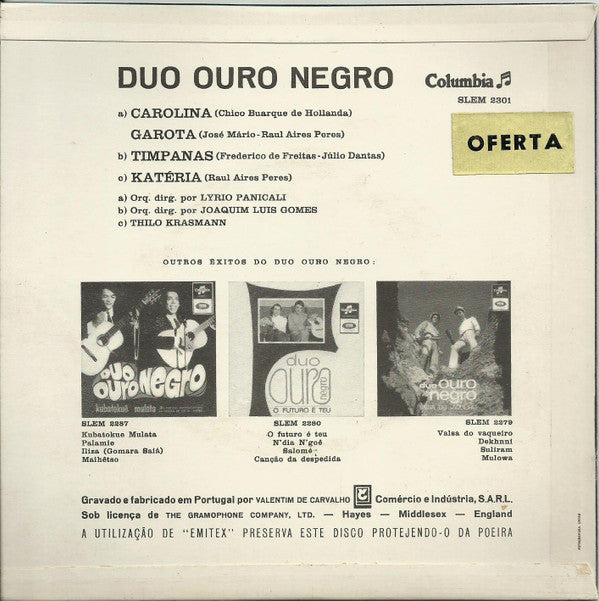 DUO OURO NEGRO
Columbia
SLEM 2301
OFERTA
a) CAROLINA (Chico Buarque de Hollanda)
GAROTA (José Mário-Raul Aires Peres)
b) TIMPANAS (Frederico de Freitas-Júlio Dantas)
c) KATÉRIA (Raul Aires Peres)
a) Orq. dirg. por LYRIO PANICALI
b) Orq. dirg. por JOAQUIM LUIS GOMES
c) THILO KRASMANN
OUTROS ÊXITOS DO DUO OURO NEGRO:
DUO
OURO NEGRO
kubatokuê mulata
duo
OURO
negro
O FUTURO É TEU
duo OURO
negro
SLEM 2287
Kubatokue Mulata
Palamie
Iliza (Gomara Saiá)
Maihêtso
SLEM 2280
O futuro é teu
N'dia N'goê
Salomé
Canção da despedida
SLEM 2279
Valsa do vaqueiro
Dekhnni
Suliram
Mulowa
Gravado e fabricado em Portugal por VALENTIM DE CARVALHO Comércio e Indústria, S.A.R.L.
Sob licença de THE GRAMOPHONE COMPANY, LTD. — Hayes — Middlesex — England
A UTILIZAÇÃO DE "EMITEX" PRESERVA ESTE DISCO PROTEJENDO-O DA POEIRA